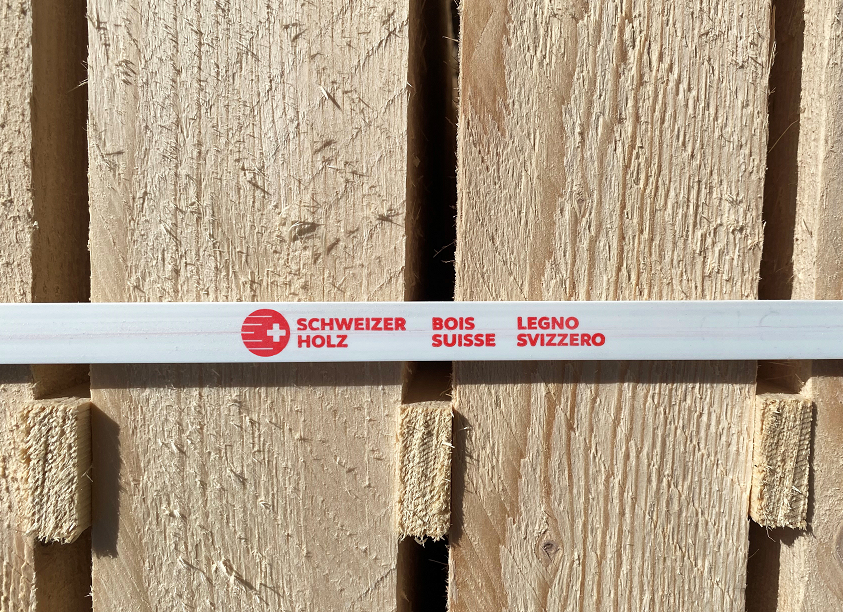 SCHWEIZER
HOLZ
BOIS
SUISSE
LEGNO
SVIZZERO